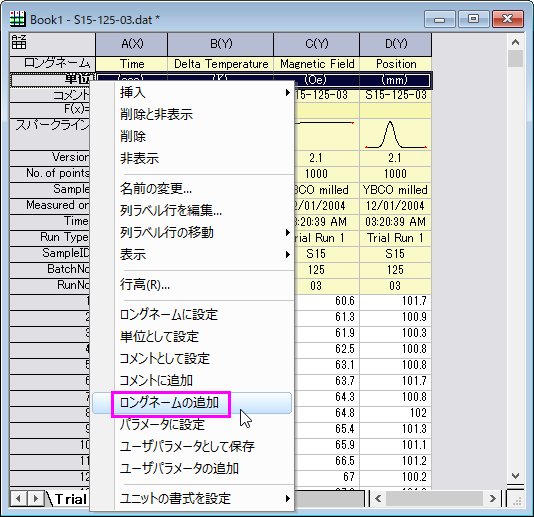 Book1 - S15-125-03.dat *
A(X) B(Y) C(Y) D(Y)
ロングネーム Time Delta Temperature Magnetic Field Position
単位 (sec) (K) (Oe) (mm)
コメント 15-125-03 S15-125-03
F(x)=
スパークライン
Version 2.1 2.1
No. of points 1000 1000
Sample YBCO milled YBCO milled
Measured on 2/01/2004 12/01/2004
Time 3:20:39 AM 03:20:39 AM
Run Type Trial Run 1 Trial Run 1
SampleID S15 S15
BatchNo 125 125
RunNo 03 03
1 60.6 101.7
2 61.3 100.9
3 61.9 100.3
4 62.5 100.8
5 63.1 100.8
6 63.7 101.7
7 64.3 100.8
8 64.8 102
9 65.4 101.3
10 65.9 101.1
11 66.5 101.2
12 67 100.2
挿入
削除と非表示
削除
非表示
名前の変更...
列ラベル行を編集...
列ラベル行の移動
表示
行高(R)...
ロングネームに設定
単位として設定
コメントとして設定
コメントに追加
ロングネームの追加
パラメータに設定
ユーザパラメータとして保存
ユーザパラメータの追加
ユニットの書式を設定
Trial